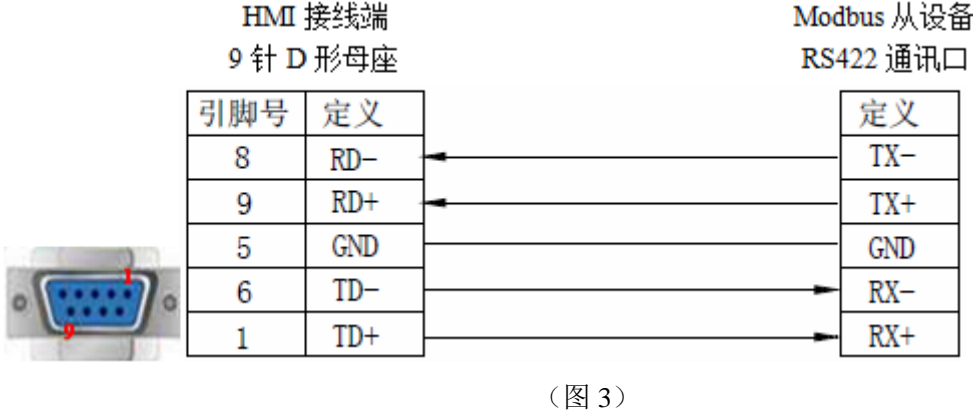 HMI 接线端
9 针 D 形母座
Modbus 从设备
RS422 通讯口
引脚号 定义 定义
8 RD- TX-
9 RD+ TX+
5 GND GND
6 TD- RX-
1 TD+ RX+
1
9
（图 3）